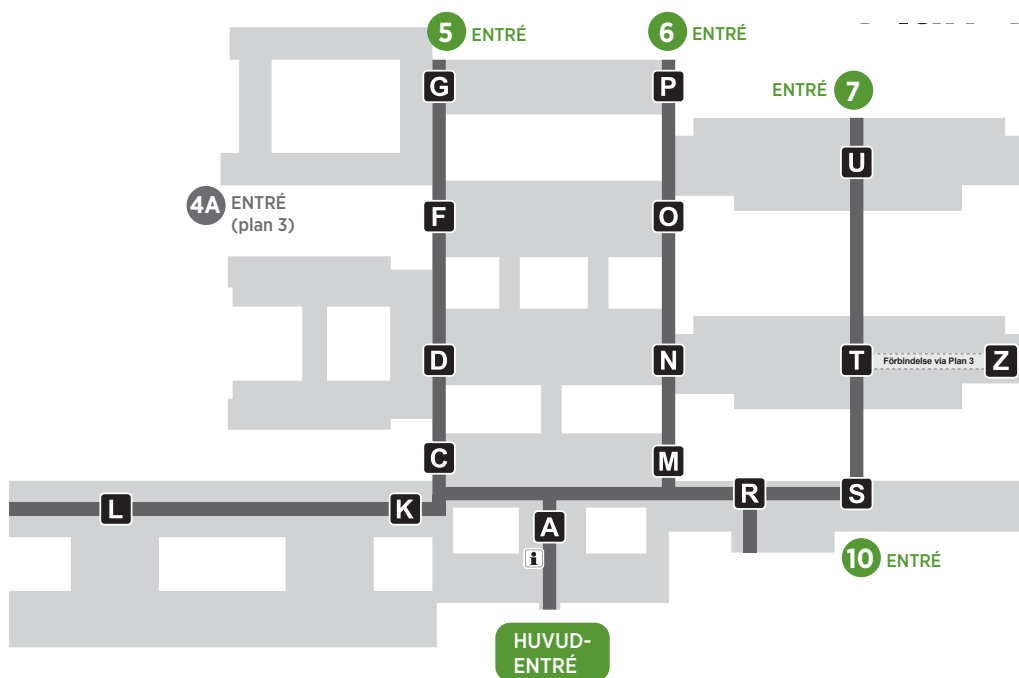 5 ENTRÉ
6 ENTRÉ
G
P
ENTRÉ 7
U
4A ENTRÉ
(plan 3)
F
O
D
N
T
Förbindelse via Plan 3
Z
C
M
L
K
R
S
A
i
10 ENTRÉ
HUVUD-
ENTRÉ